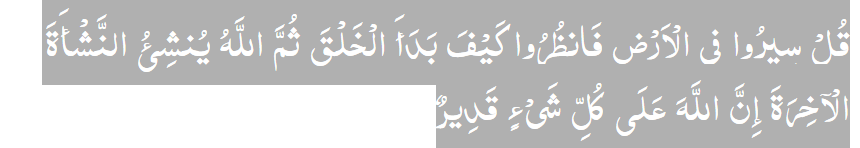 قُلْ سِيرُوا فِى الْاَرْضِ فَانظُرُوا كَيْفَ بَدَاَ الْخَلْقَ ثُمَّ اللَّهُ يُنشِئُ النَّشْاَةَ
الْآخِرَةَ إِنَّ اللَّهَ عَلَى كُلِّ شَىْءٍ قَدِيرٌ